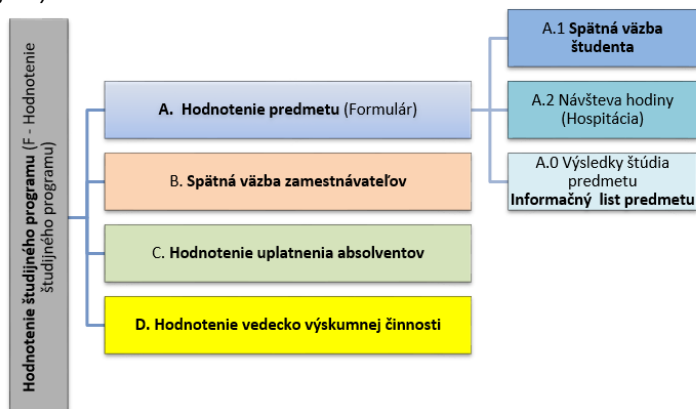 Hodnotenie študijného programu (F - Hodnotenie
študijného programu)
A. Hodnotenie predmetu (Formulár)
B. Spätná väzba zamestnávateľov
C. Hodnotenie uplatnenia absolventov
D. Hodnotenie vedecko výskumnej činnosti
A.1 Spätná väzba
študenta
A.2 Návšteva hodiny
(Hospitácia)
A.0 Výsledky štúdia
predmetu
Informačný list predmetu